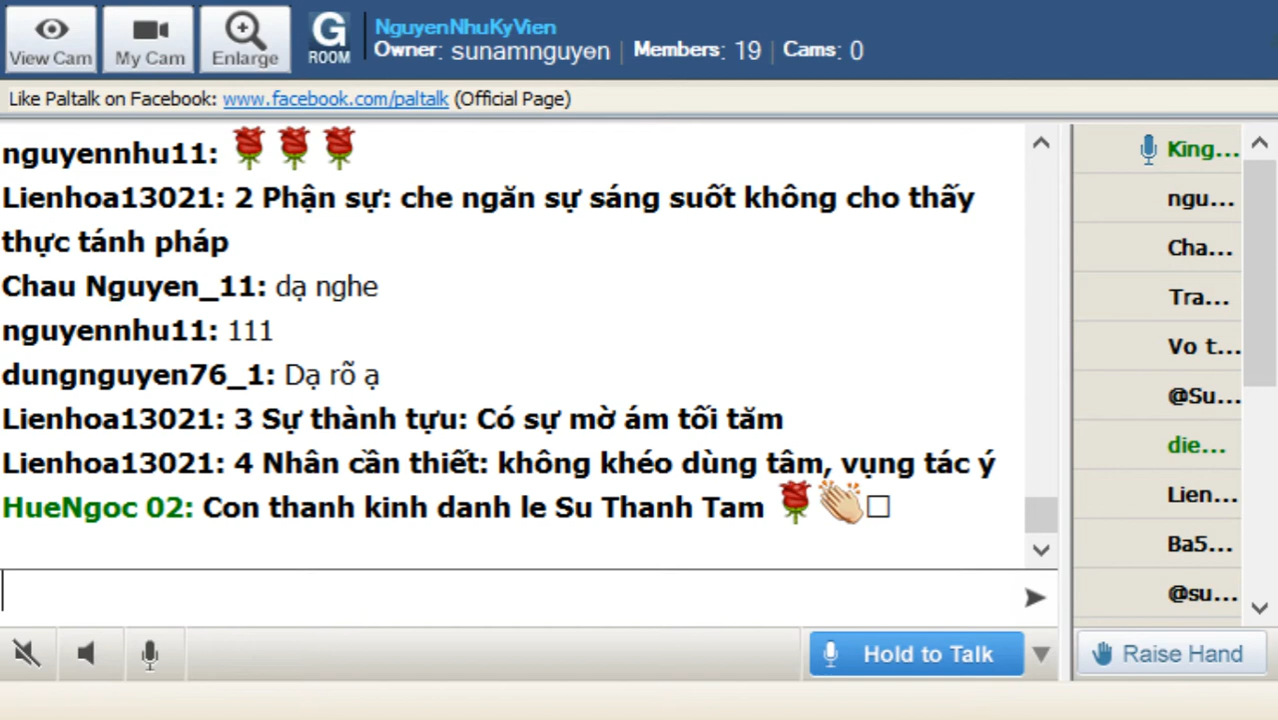 View Cam
My Cam
Enlarge
G
ROOM
NguyenNhuKyVien
Owner: sunamnguyen | Members: 19 | Cams: 0
Like Paltalk on Facebook: www.facebook.com/paltalk (Official Page)
nguyennhu11:
Lienhoa13021: 2 Phận sự: che ngăn sự sáng suốt không cho thấy
thực tánh pháp
Chau Nguyen_11: dạ nghe
nguyennhu11: 111
dungnguyen76_1: Dạ rõ ạ
Lienhoa13021: 3 Sự thành tựu: Có sự mờ ám tối tăm
Lienhoa13021: 4 Nhân cần thiết: không khéo dùng tâm, vụng tác ý
HueNgoc 02: Con thanh kinh danh le Su Thanh Tam
King...
ngu...
Cha...
Tra...
Vo t...
@Su...
die...
Lien...
Ba5...
@su...
Hold to Talk
Raise Hand